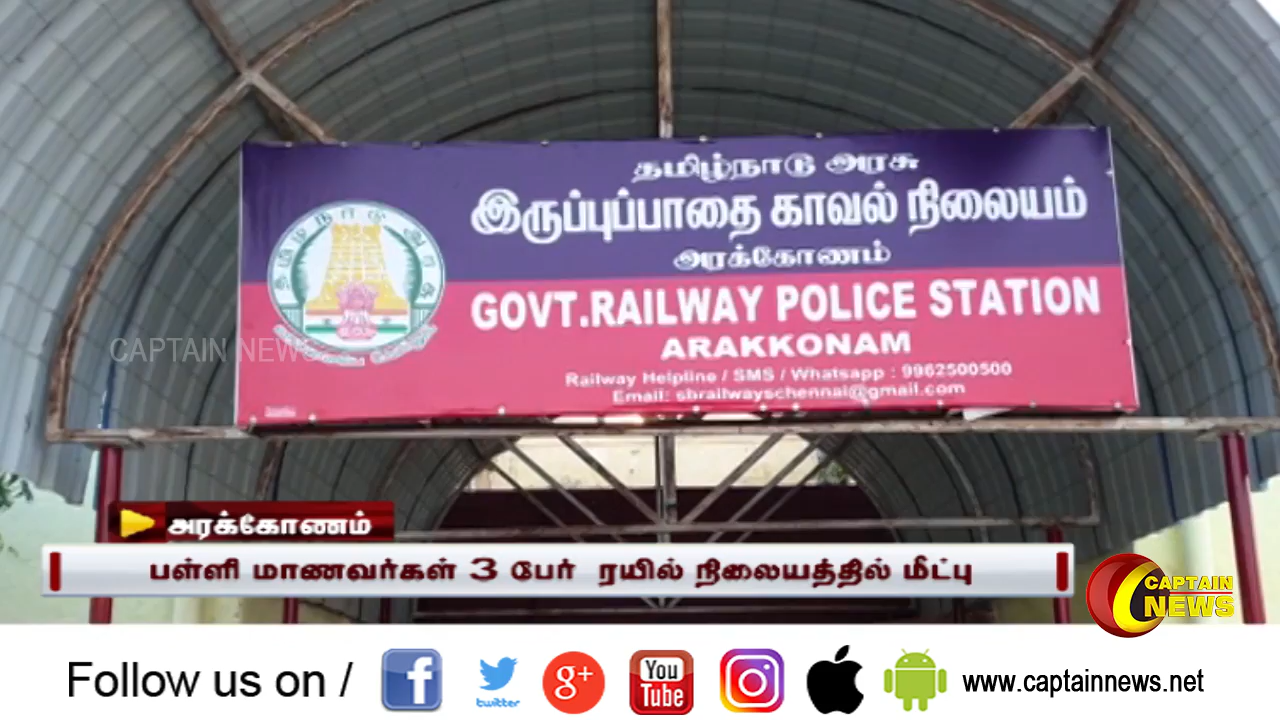 தமிழ்நாடு அரசு
இருப்புப்பாதை காவல் நிலையம்
அரக்கோணம்
தமிழ்நாடு அரசு
GOVT.RAILWAY POLICE STATION
ARAKKONAM
Railway Helpline / SMS / Whatsapp : 9962500500
Email: sbrailwayschennai@gmail.com
CAPTAIN NEWS
அரக்கோணம்
பள்ளி மாணவர்கள் 3 பேர் ரயில் நிலையத்தில் மீட்பு
CAPTAIN
NEWS
Follow us on /
twitter
g+
You
Tube
www.captainnews.net